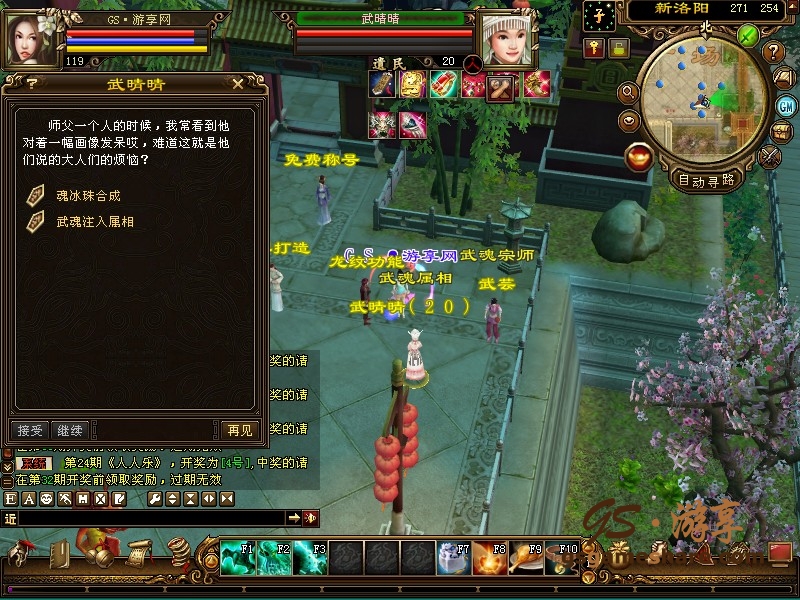 GS·游享网
武晴晴
新洛阳 271 254
北
119
遺民 20
武晴晴
师父一个人的时候，我常看到他
对着一幅画像发呆哎，难道这就是他
们说的大人们的烦恼？
魂冰珠合成
武魂注入属相
接受 继续 再见
免费称号
打造
龙纹功能
GS·游享网
武魂宗师
武魂属相
武芸
武晴晴(20)
GM
自动寻路
奖的请
奖的请
奖的请
系统 第24期《人人乐》，开奖为[4号],中奖的请
在第32期开奖前领取奖励，过期无效
近
F1 F2 F3 F7 F8 F9 F10
GS·游享